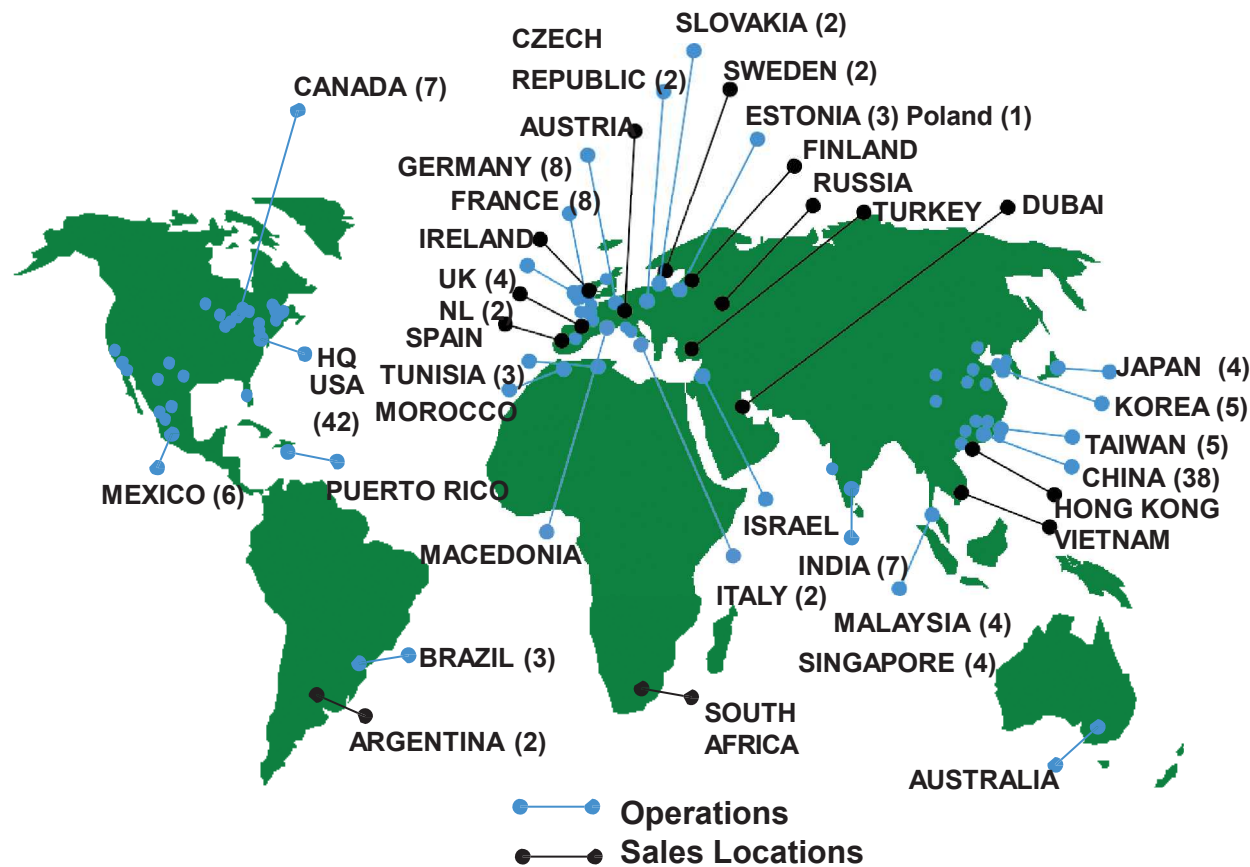 SLOVAKIA (2)
CZECH
REPUBLIC (2)
SWEDEN (2)
CANADA (7)
ESTONIA (3) Poland (1)
AUSTRIA
FINLAND
GERMANY (8)
RUSSIA
FRANCE (8)
TURKEY
DUBAI
IRELAND
UK (4)
NL (2)
SPAIN
HQ
USA
(42)
TUNISIA (3)
MOROCCO
JAPAN (4)
KOREA (5)
TAIWAN (5)
CHINA (38)
HONG KONG
VIETNAM
MEXICO (6)
PUERTO RICO
ISRAEL
MACEDONIA
INDIA (7)
ITALY (2)
MALAYSIA (4)
SINGAPORE (4)
BRAZIL (3)
SOUTH
AFRICA
ARGENTINA (2)
AUSTRALIA
Operations
Sales Locations